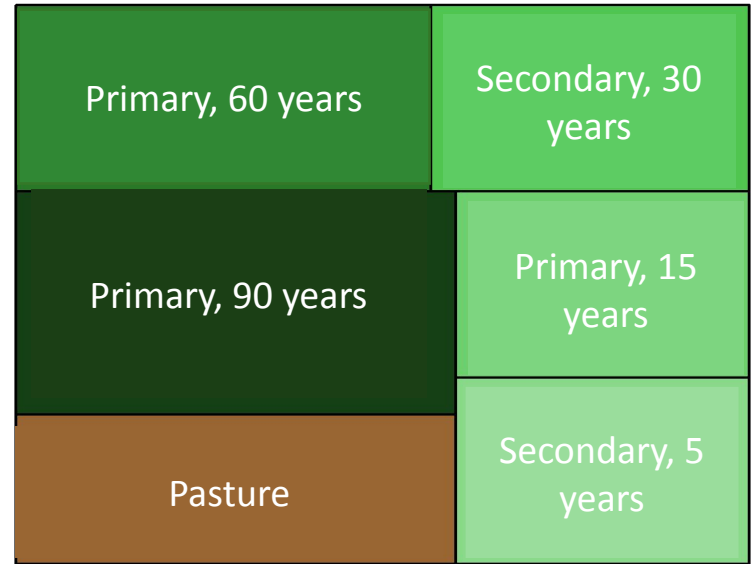 Primary, 60 years
Secondary, 30
years
Primary, 90 years
Primary, 15
years
Pasture
Secondary, 5
years